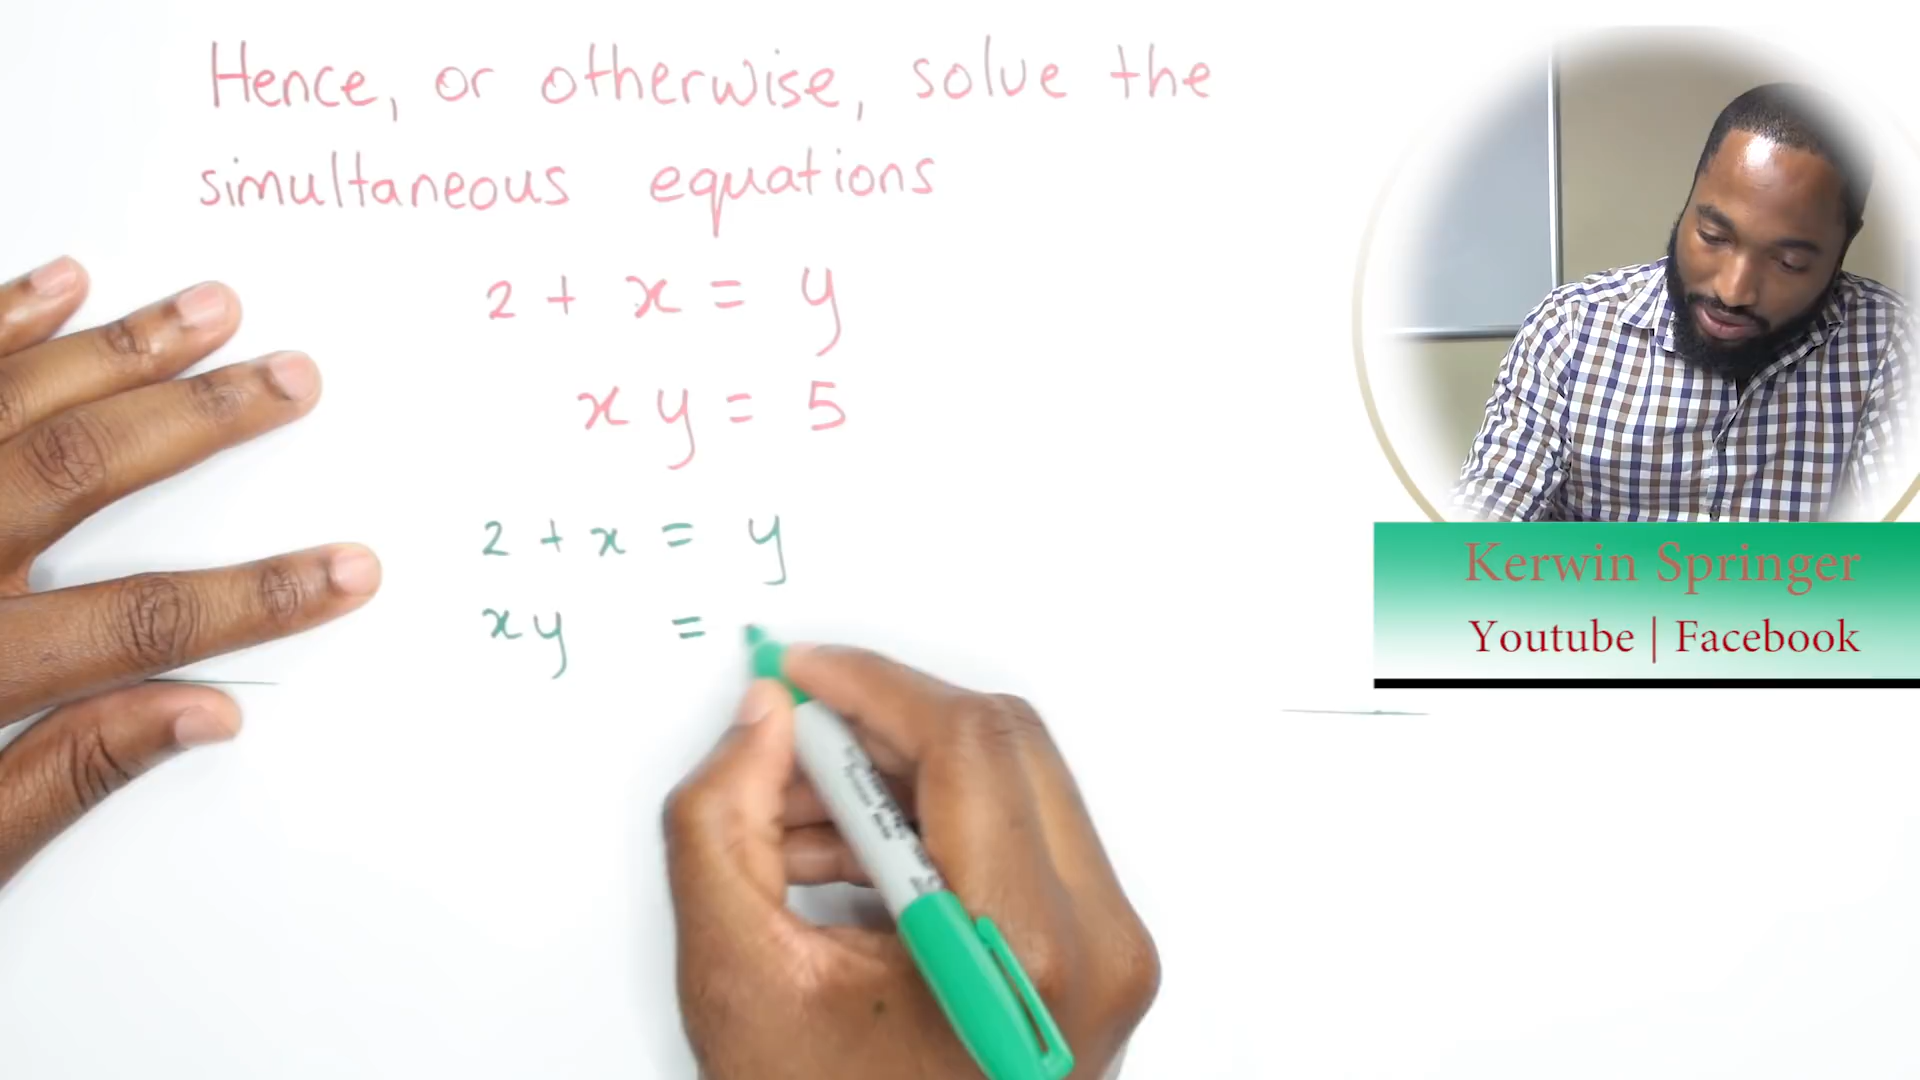 Hence, or otherwise, solve the
simultaneous equations
2 + x = y
xy = 5
2 + x = y
xy =
Kerwin Springer
Youtube | Facebook